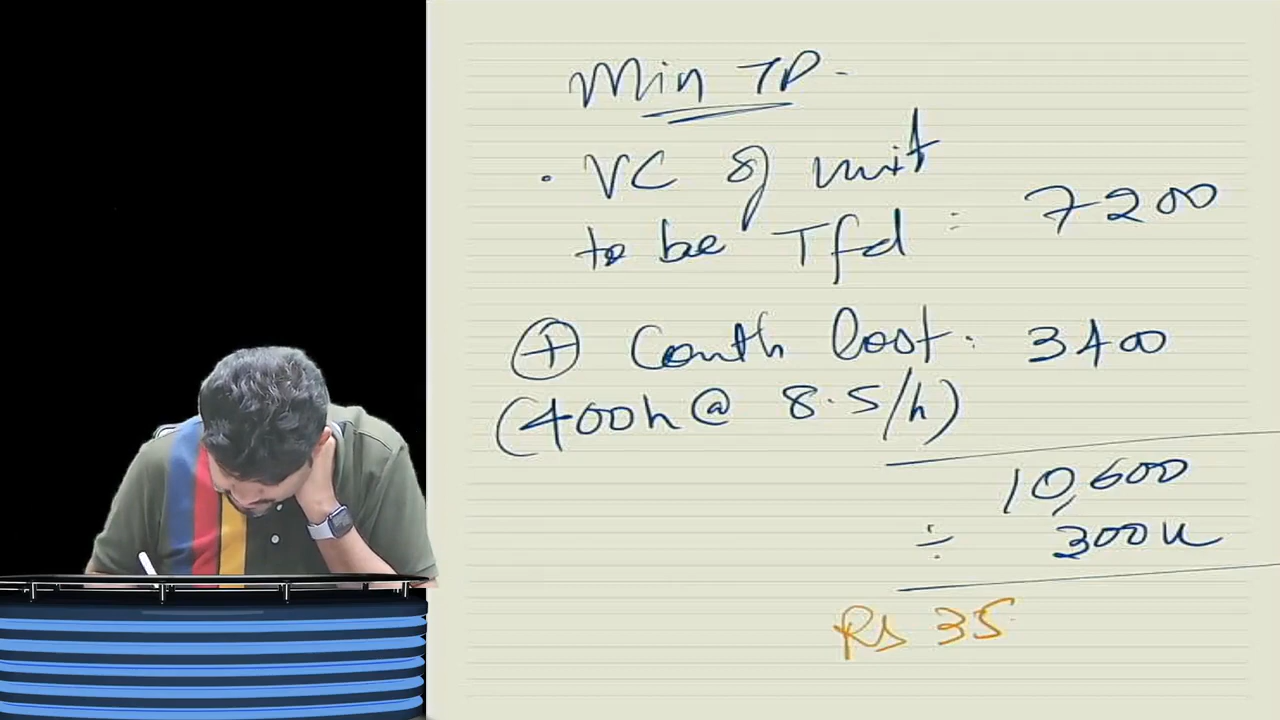 Min TP.
• VC of unit
to be Tfd = 7200
⊕ Contn lost. 3400
(400h @ 8.5/h)
10,600
÷ 300u
Rs 35